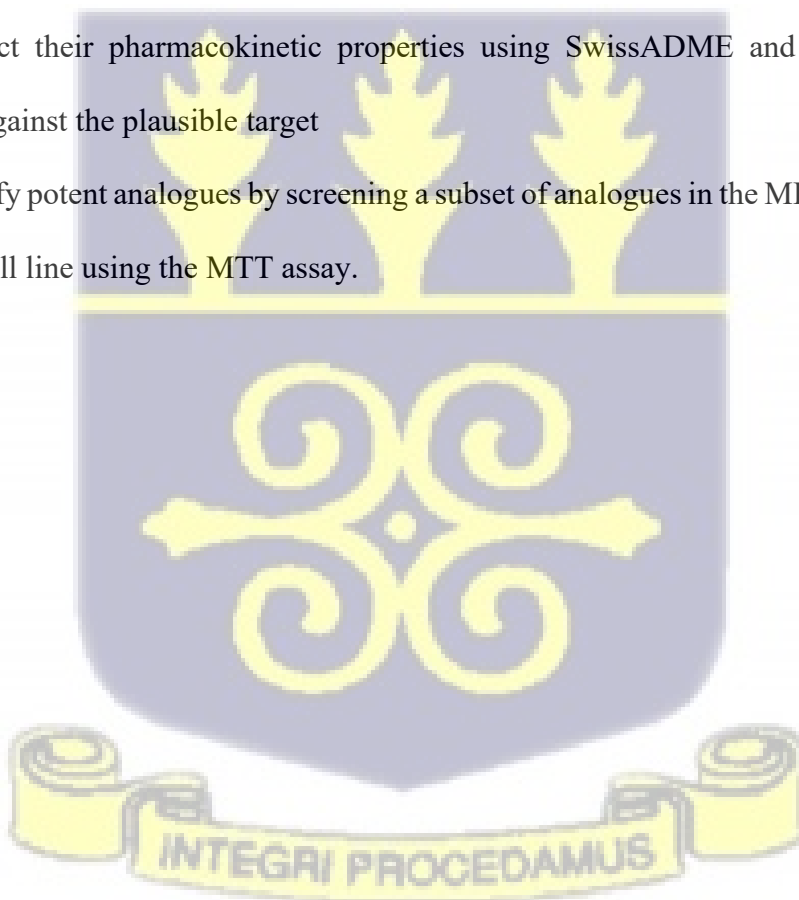 ct their pharmacokinetic properties using SwissADME and
gainst the plausible target
fy potent analogues by screening a subset of analogues in the
ll line using the MTT assay.
INTEGRI PROCEDAMUS